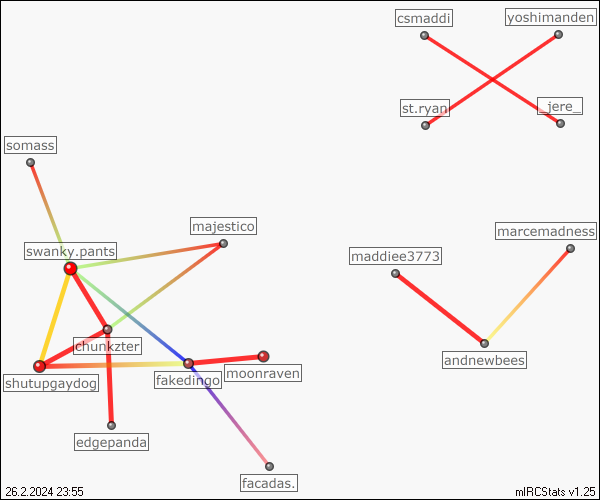 csmaddi
yoshimanden
st.ryan
_jere_
somass
majestico
swanky.pants
marcemadness
maddiee3773
chunkzter
andnewbees
shutupgaydog
fakedingo
moonraven
edgepanda
facadas.
26.2.2024 23:55
mIRCStats v1.25